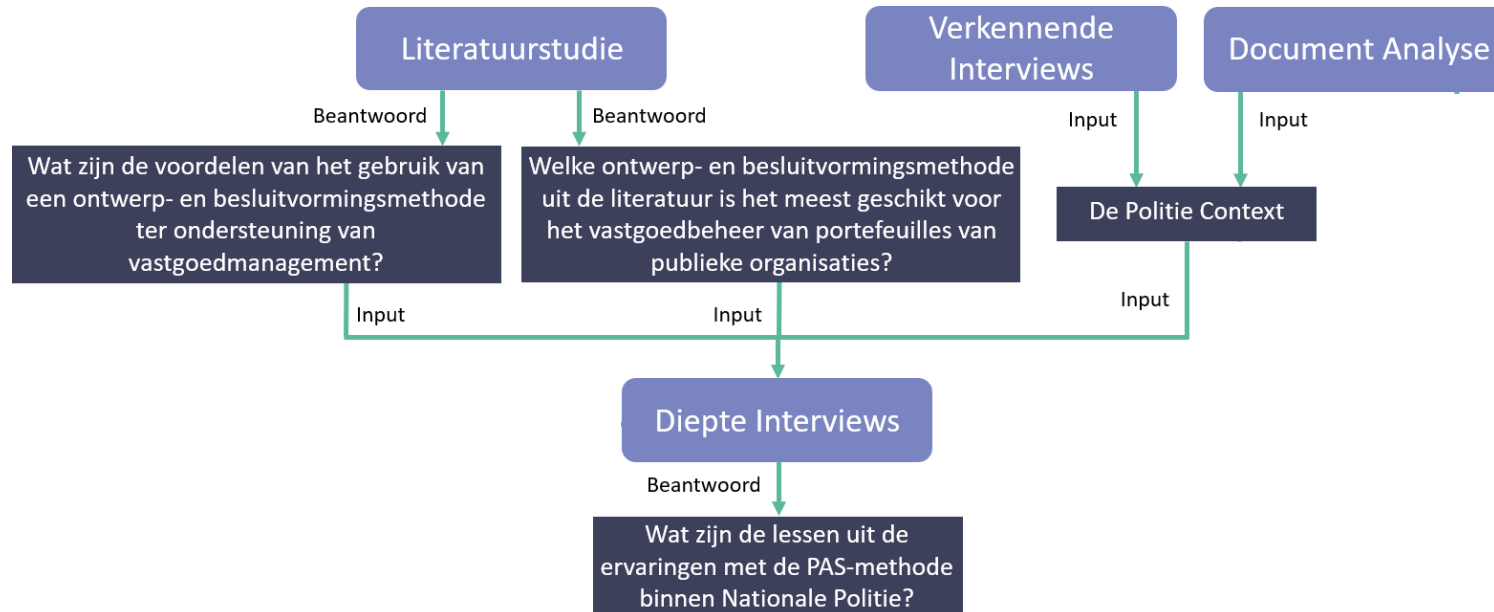 Literatuurstudie
Verkennende
Interviews
Document Analyse
Beantwoord
Beantwoord
Input
Input
Wat zijn de voordelen van het gebruik van
een ontwerp- en besluitvormingsmethode
ter ondersteuning van
vastgoedmanagement?
Welke ontwerp- en besluitvormingsmethode
uit de literatuur is het meest geschikt voor
het vastgoedbeheer van portefeuilles van
publieke organisaties?
De Politie Context
Input
Input
Input
Diepte Interviews
Beantwoord
Wat zijn de lessen uit de
ervaringen met de PAS-methode
binnen Nationale Politie?